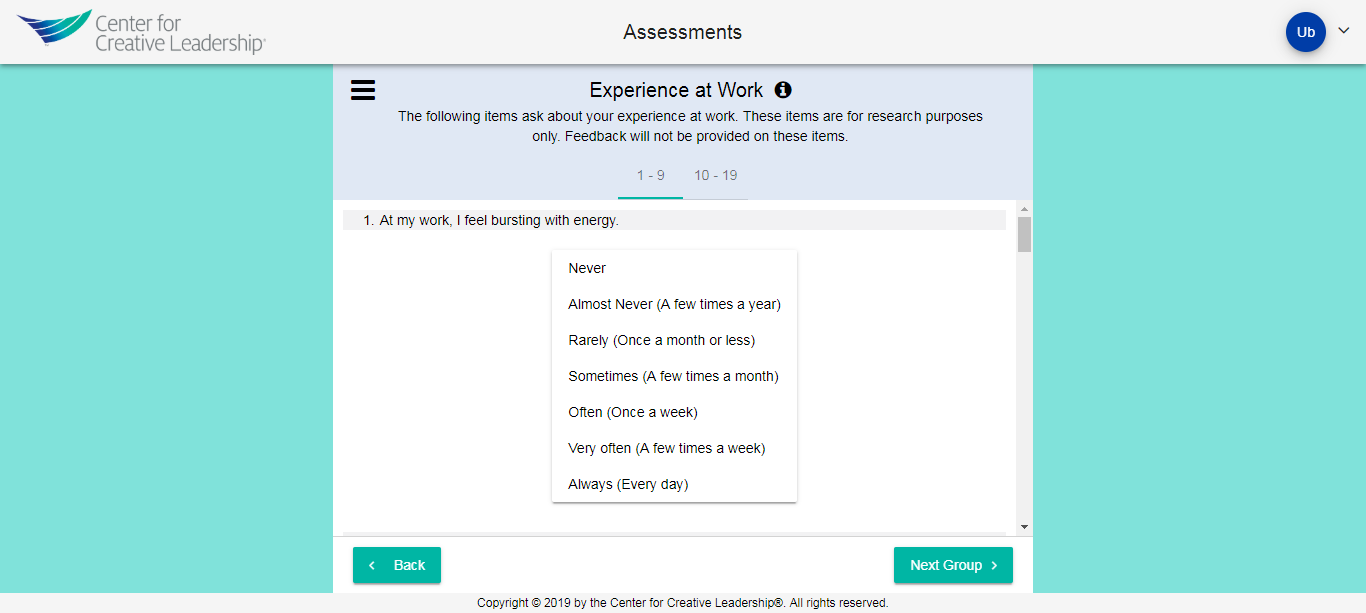 Center for
Creative Leadership®
Assessments
Ub
Experience at Work
The following items ask about your experience at work. These items are for research purposes
only. Feedback will not be provided on these items.
1 - 9
10 - 19
1. At my work, I feel bursting with energy.
Never
Almost Never (A few times a year)
Rarely (Once a month or less)
Sometimes (A few times a month)
Often (Once a week)
Very often (A few times a week)
Always (Every day)
Back
Next Group
Copyright © 2019 by the Center for Creative Leadership®. All rights reserved.